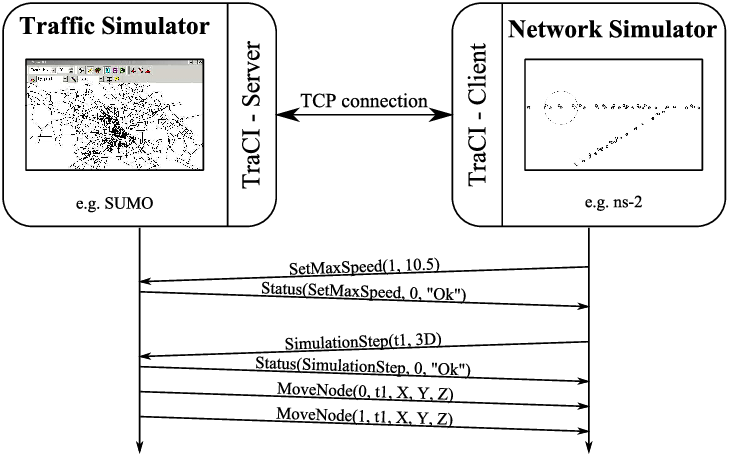 Traffic Simulator
TraCI - Server
e.g. SUMO
TCP connection
Network Simulator
TraCI - Client
e.g. ns-2
SetMaxSpeed(1, 10.5)
Status(SetMaxSpeed, 0, "Ok")
SimulationStep(t1, 3D)
Status(SimulationStep, 0, "Ok")
MoveNode(0, t1, X, Y, Z)
MoveNode(1, t1, X, Y, Z)